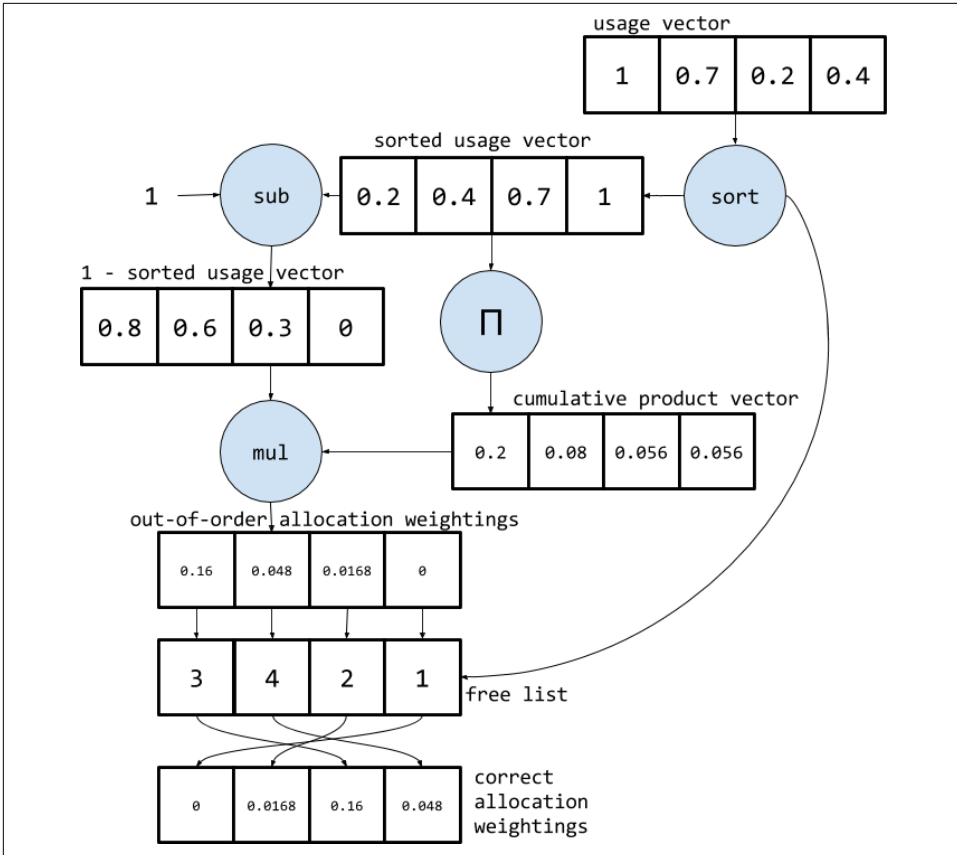 usage vector
1 0.7 0.2 0.4
sorted usage vector
1 sub 0.2 0.4 0.7 1 sort
1 - sorted usage vector
0.8 0.6 0.3 0
Π
cumulative product vector
mul 0.2 0.08 0.056 0.056
out-of-order allocation weightings
0.16 0.048 0.0168 0
3 4 2 1
free list
0 0.0168 0.16 0.048
correct
allocation
weightings